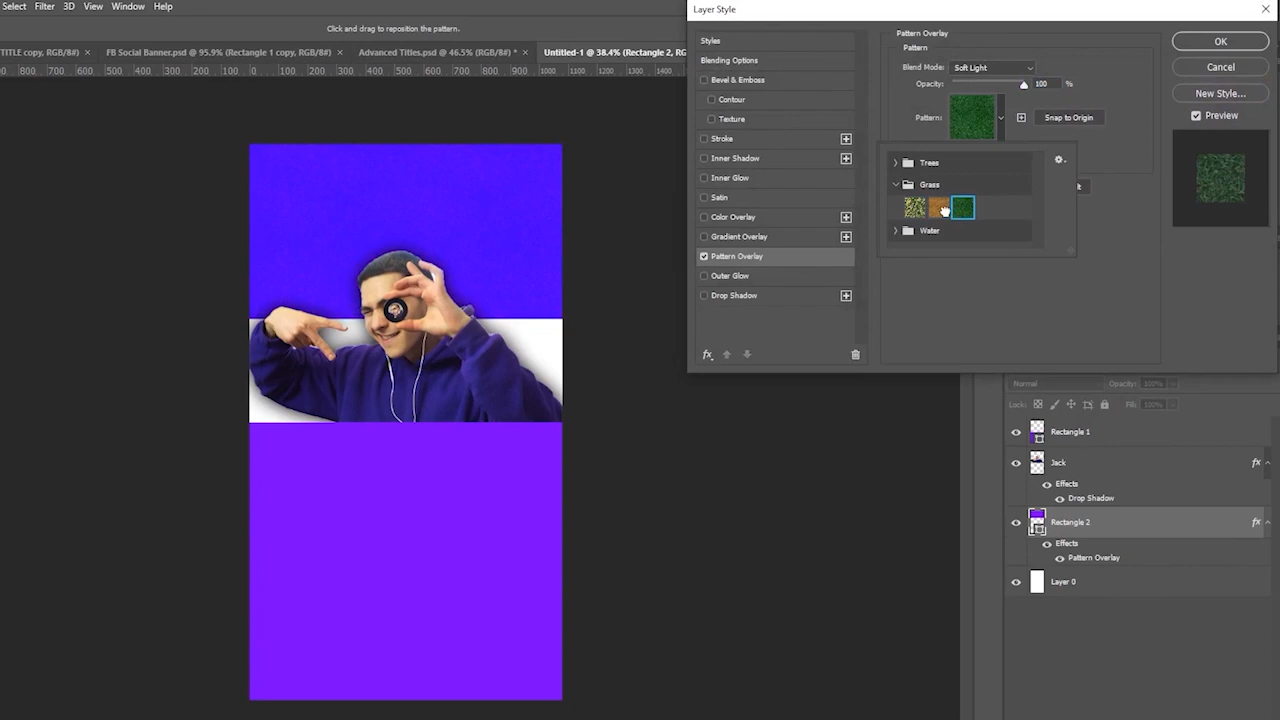 Select Filter 3D View Window Help
Layer Style
Click and drag to reposition the pattern.
TITLE copy, RGB/8#) × FB Social Banner.psd @ 95.9% (Rectangle 1 copy, RGB/8#) × Advanced Titles.psd @ 46.5% (RGB/8#) * × Untitled-1 @ 38.4% (Rectangle 2, RG
800 700 600 500 400 300 200 100 0 100 200 300 400 500 600 700 800 900 1000 1100 1200 1300 1400
Styles
Blending Options
Bevel & Emboss
Contour
Texture
Stroke
Inner Shadow
Inner Glow
Satin
Color Overlay
Gradient Overlay
Pattern Overlay
Outer Glow
Drop Shadow
fx
Pattern Overlay
Pattern
Blend Mode: Soft Light
Opacity: 100 %
Pattern: Snap to Origin
Trees
Grass
Water
OK
Cancel
New Style...
Preview
Normal Opacity: 100%
Lock: Fill: 100%
Rectangle 1
Jack fx
Effects
Drop Shadow
Rectangle 2 fx
Effects
Pattern Overlay
Layer 0